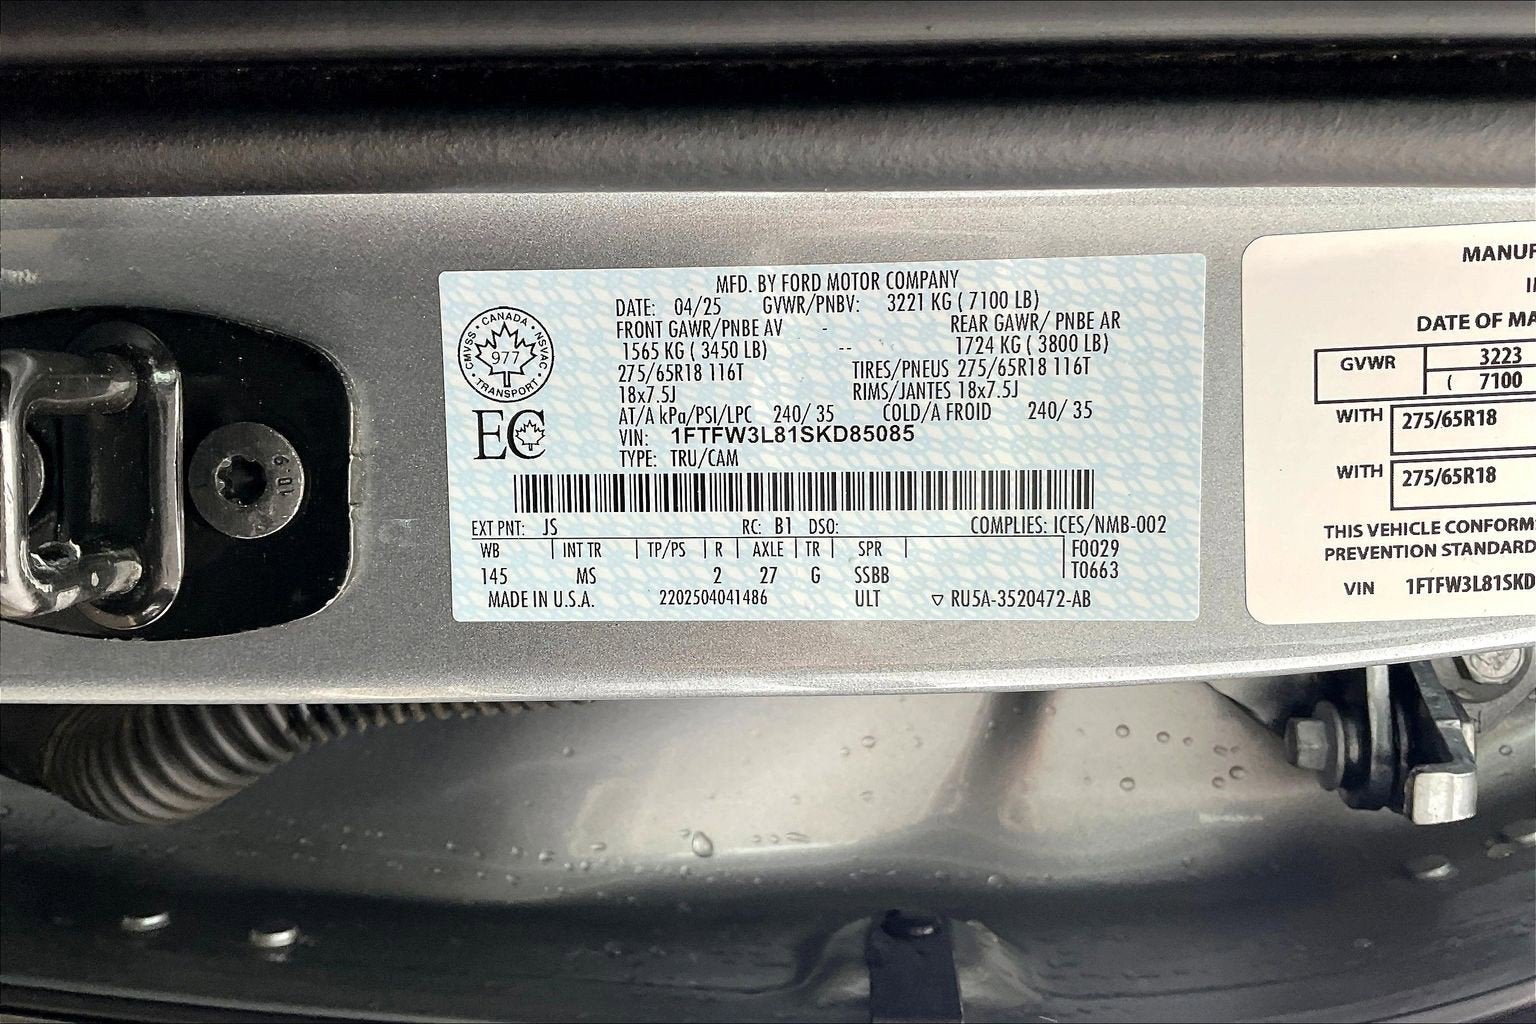 MFD. BY FORD MOTOR COMPANY
DATE: 04/25 GVWR/PNBV: 3221 KG ( 7100 LB)
FRONT GAWR/PNBE AV - REAR GAWR/ PNBE AR
1565 KG ( 3450 LB) -- 1724 KG ( 3800 LB)
275/65R18 116T TIRES/PNEUS 275/65R18 116T
18x7.5J RIMS/JANTES 18x7.5J
AT/A kPa/PSI/LPC 240/ 35 COLD/A FROID 240/ 35
VIN: 1FTFW3L81SKD85085
TYPE: TRU/CAM
CANADA
CMVSS • NSVAC
977
TRANSPORT
EC
EXT PNT: JS RC: B1 DSO: COMPLIES: ICES/NMB-002
WB INT TR TP/PS R AXLE TR SPR F0029
145 MS 2 27 G SSBB T0663
MADE IN U.S.A. 2202504041486 ULT ▽ RU5A-3520472-AB
10.9
MANUF
IN
DATE OF MA
GVWR 3223
( 7100
WITH 275/65R18
WITH 275/65R18
THIS VEHICLE CONFORM
PREVENTION STANDARD
VIN 1FTFW3L81SKD